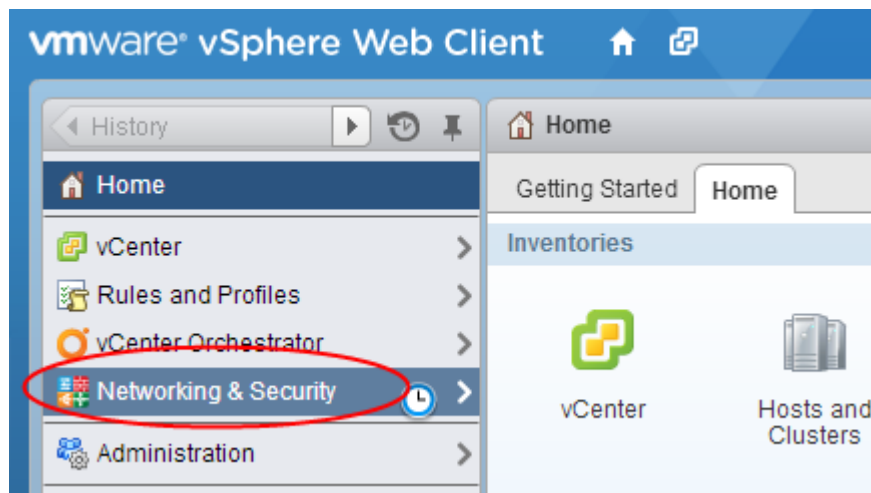 vmware® vSphere Web Client
History
Home
vCenter
Rules and Profiles
vCenter Orchestrator
Networking & Security
Administration
Home
Getting Started Home
Inventories
vCenter
Hosts and
Clusters